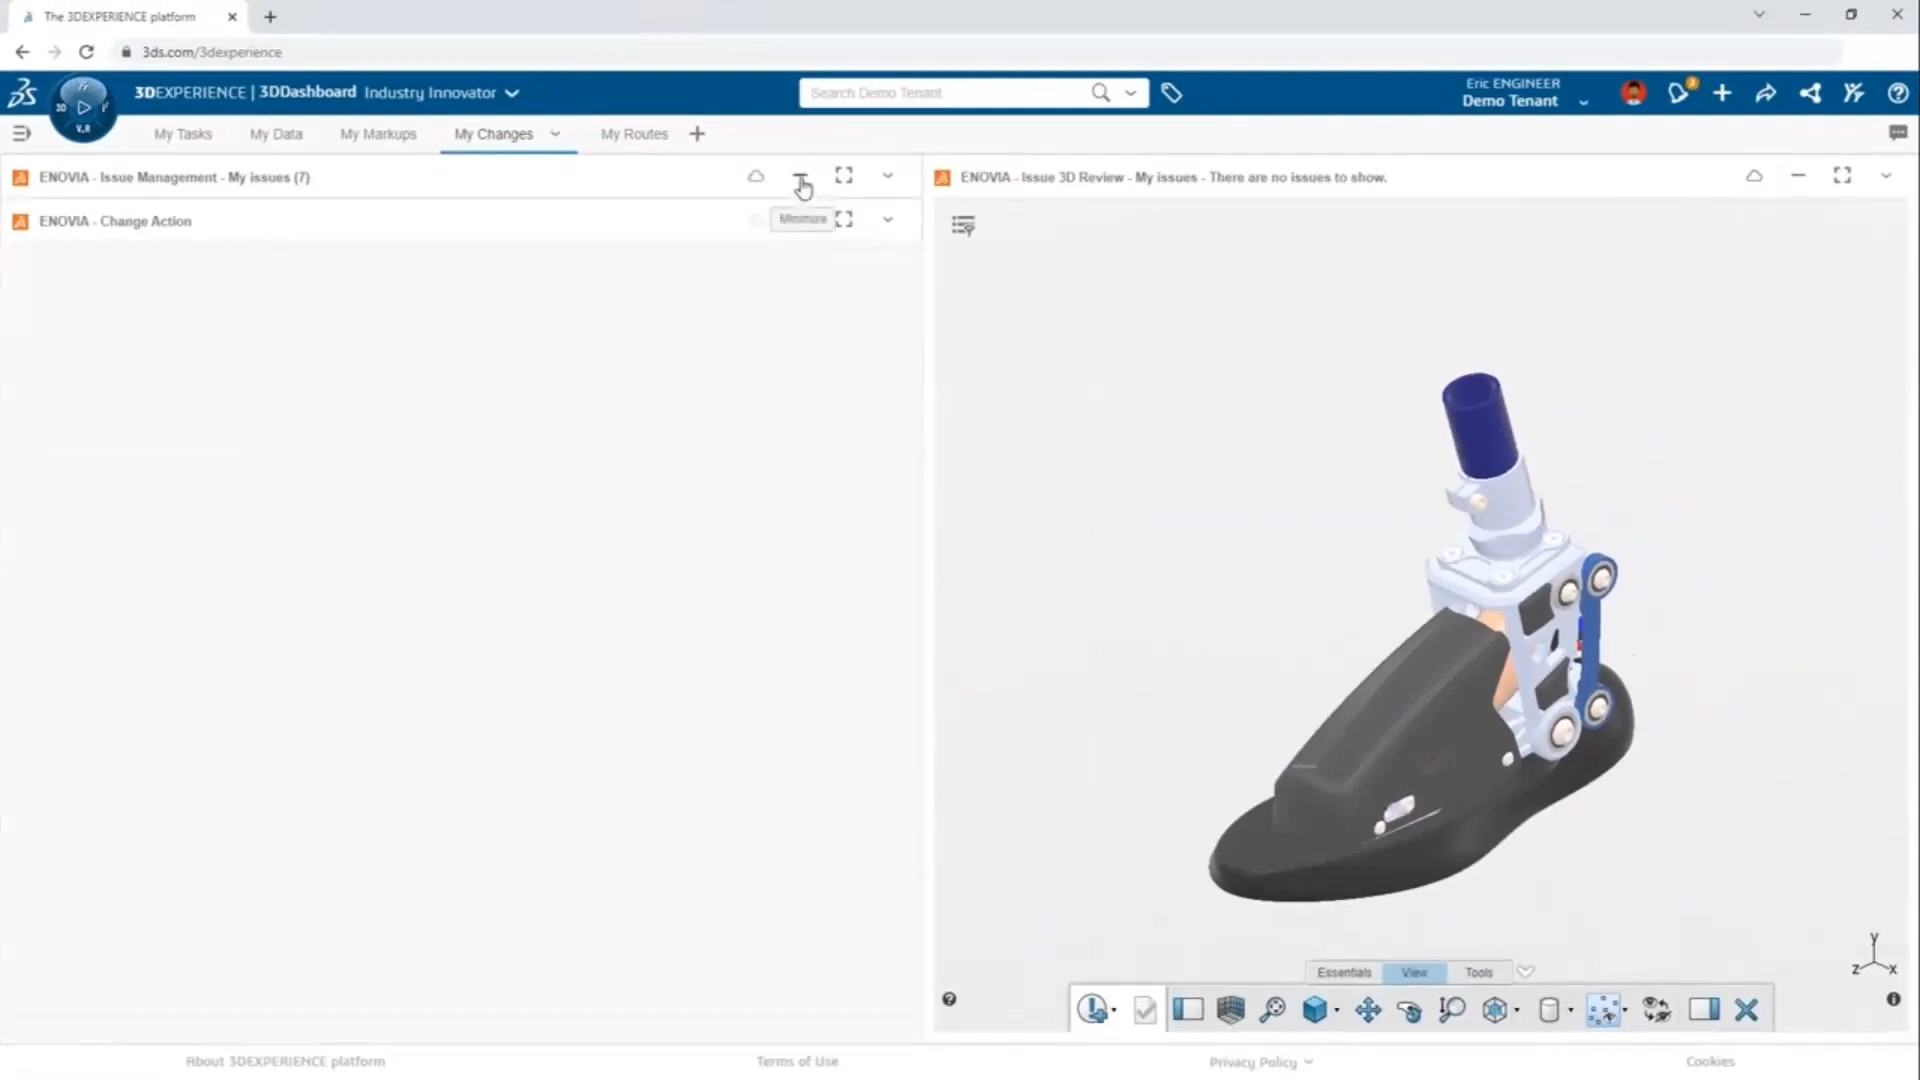 The 3DEXPERIENCE platform
3ds.com/3dexperience
3DEXPERIENCE | 3DDashboard Industry Innovator
Search Demo Tenant
Eric ENGINEER
Demo Tenant
3D
V.R
My Tasks
My Data
My Markups
My Changes
My Routes
ENOVIA - Issue Management - My issues (7)
ENOVIA - Issue 3D Review - My issues - There are no issues to show.
Minimize
ENOVIA - Change Action
y
z
x
Essentials
View
Tools
About 3DEXPERIENCE platform
Terms of Use
Privacy Policy
Cookies